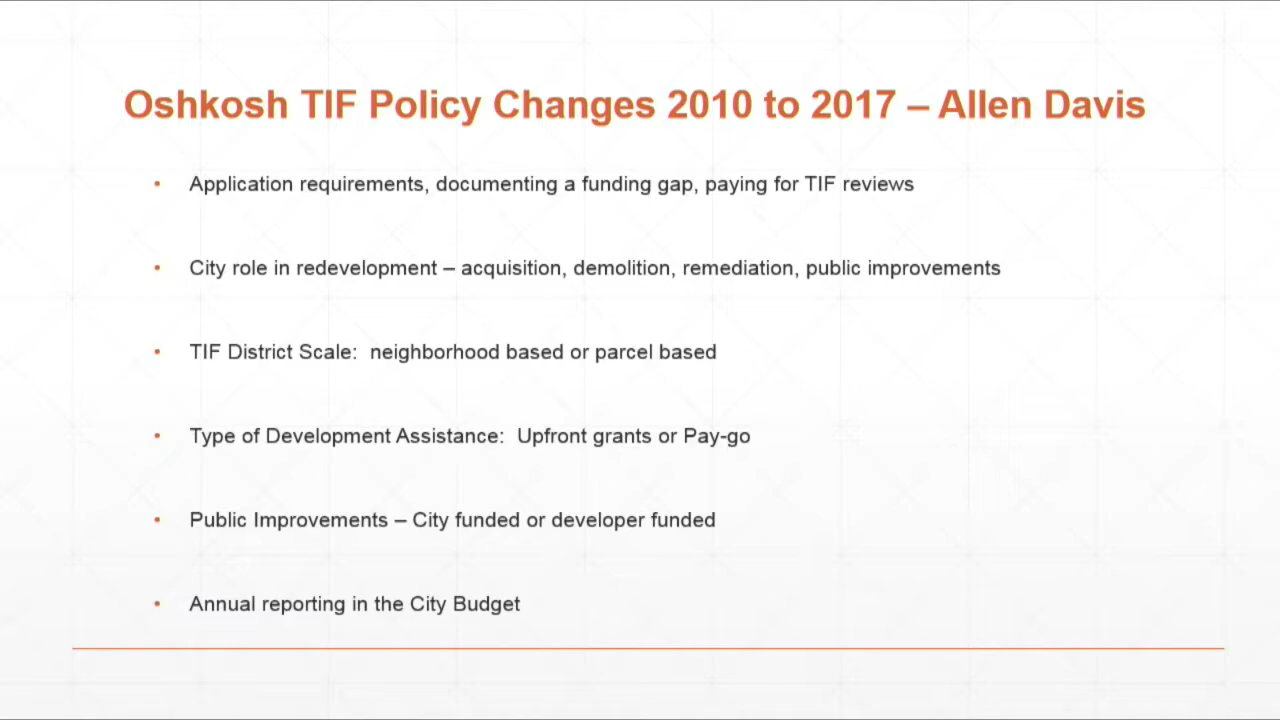 Oshkosh TIF Policy Changes 2010 to 2017 – Allen Davis
• Application requirements, documenting a funding gap, paying for TIF reviews
• City role in redevelopment – acquisition, demolition, remediation, public improvements
• TIF District Scale:  neighborhood based or parcel based
• Type of Development Assistance:  Upfront grants or Pay-go
• Public Improvements – City funded or developer funded
• Annual reporting in the City Budget